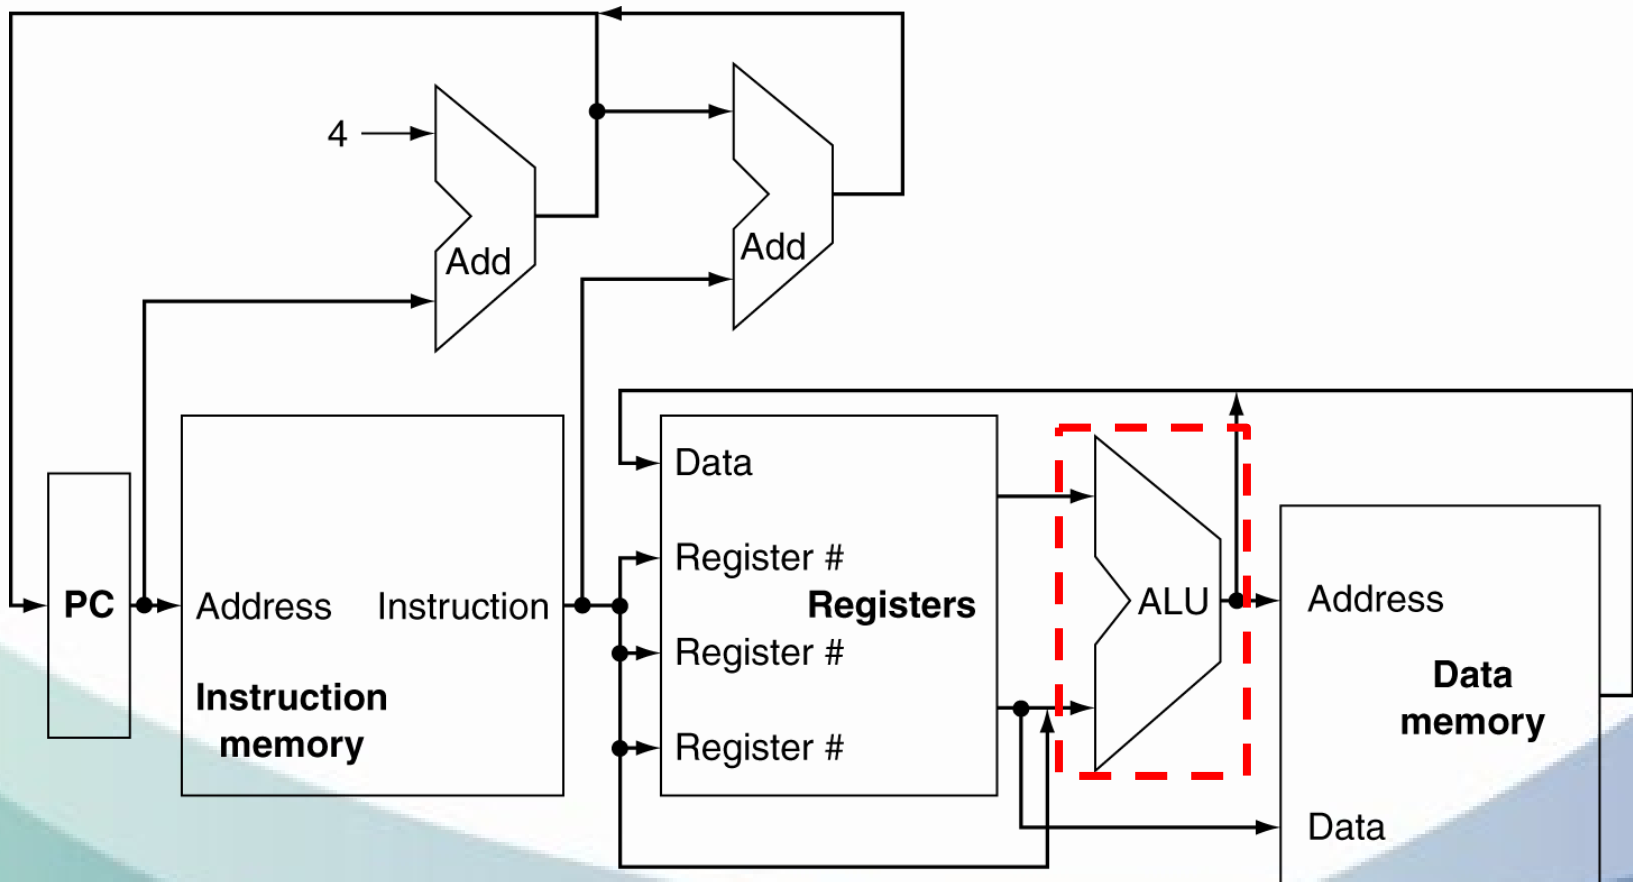 4
Add
Add
PC
Address
Instruction
Instruction
memory
Data
Register #
Registers
Register #
Register #
ALU
Address
Data
memory
Data